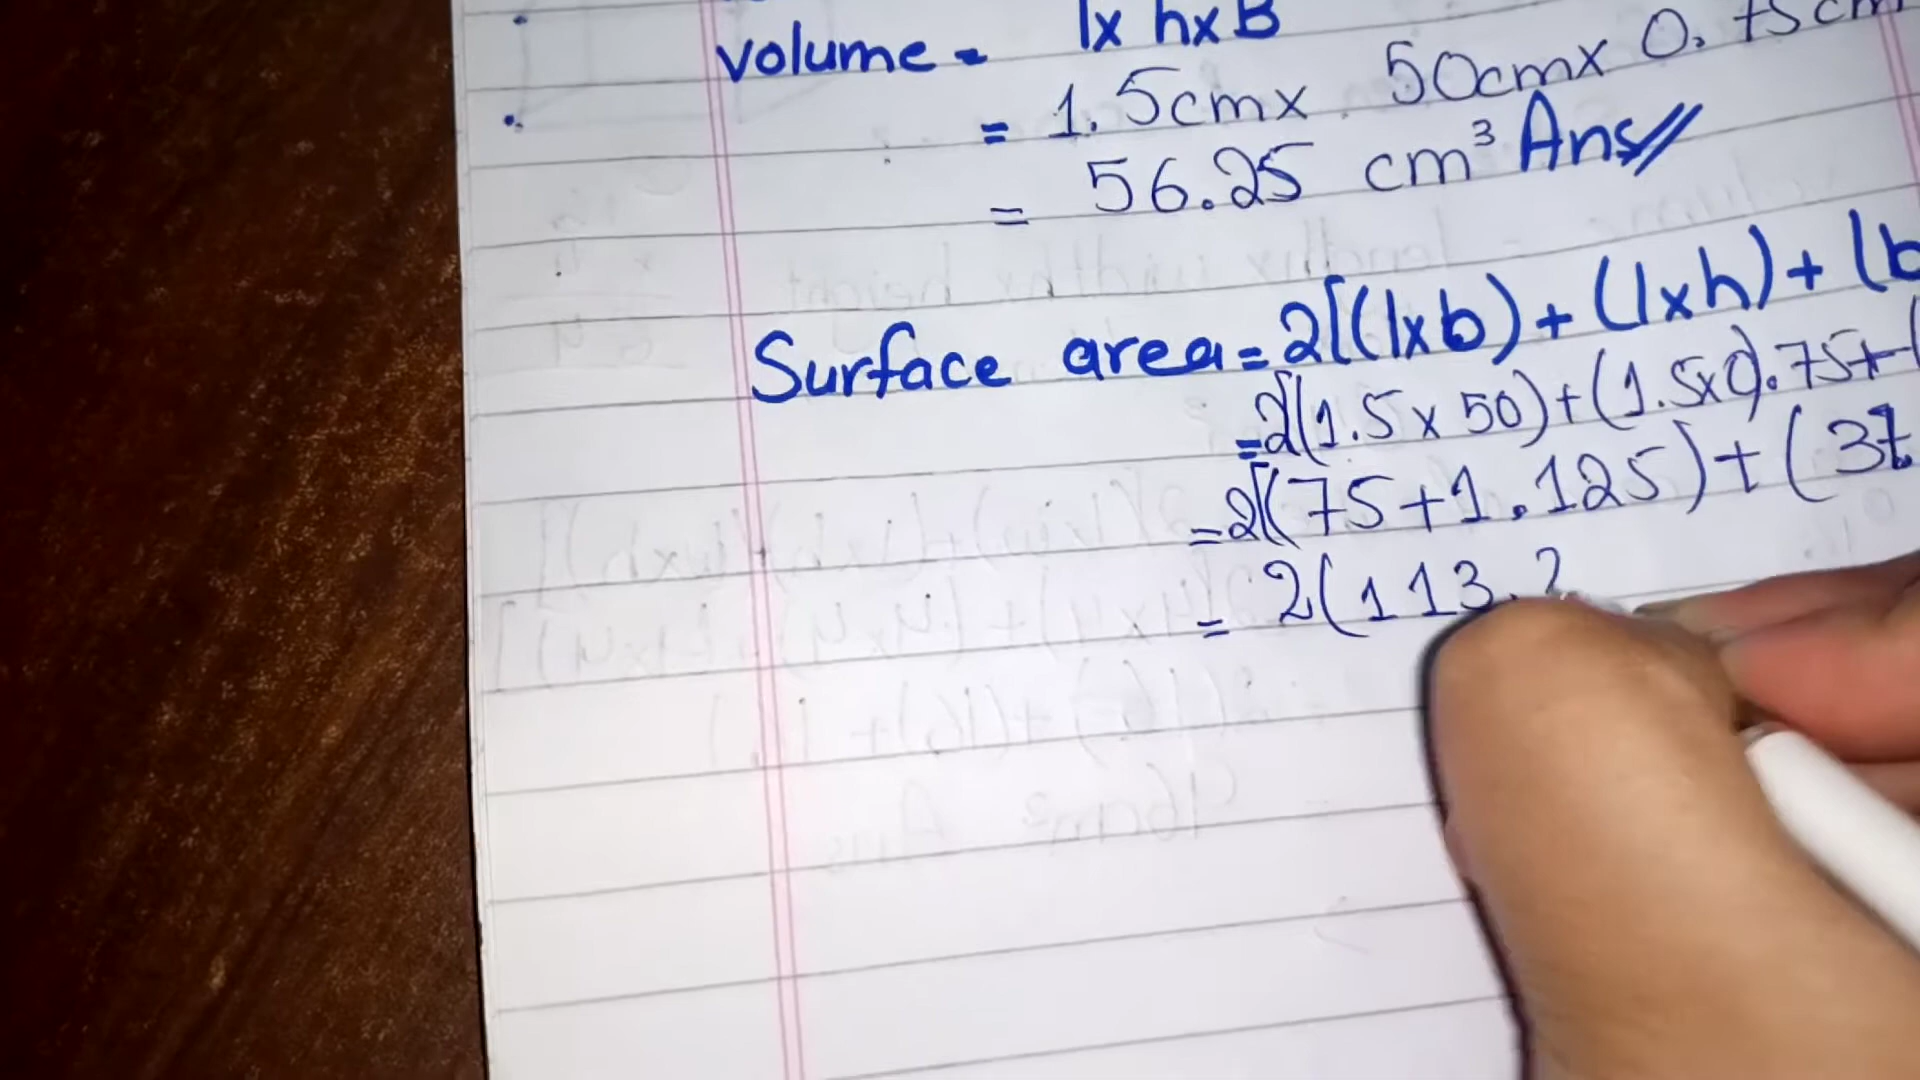 volume = l x h x B
= 1.5cm x 50cm x 0.75cm
= 56.25 cm³ Ans
Surface area = 2[(l x b) + (l x h) + (b
= 2[(1.5 x 50) + (1.5 x 0.75 + (
= 2[(75 + 1.125) + (37
= 2(113.2